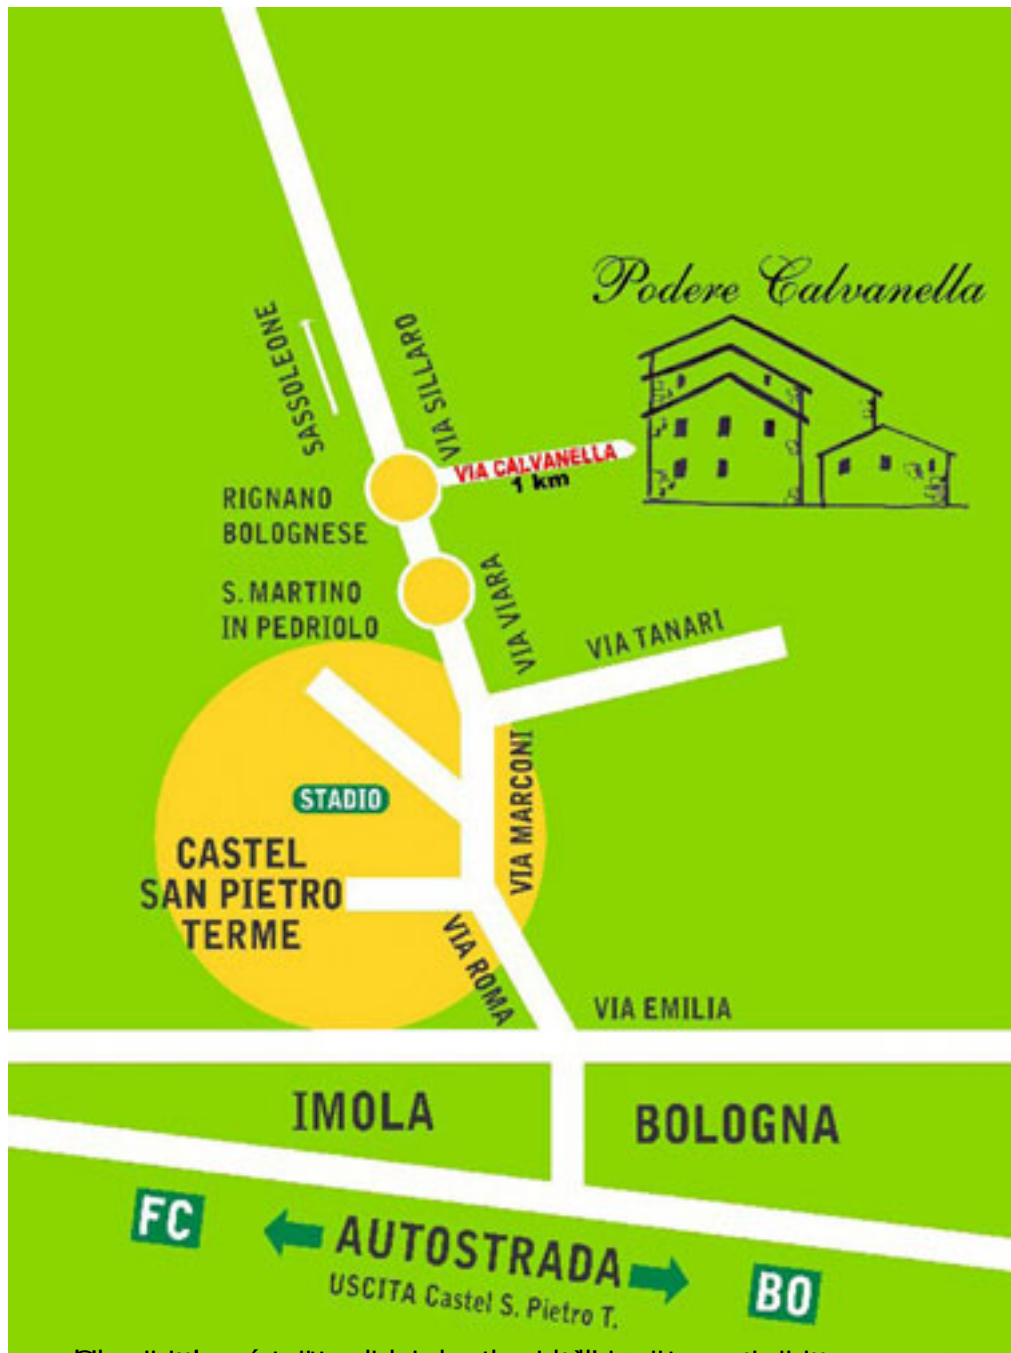 Podere Calvanella
SASSOLEONE
VIA SILLARO
VIA CALVANELLA
1 km
RIGNANO
BOLOGNESE
S. MARTINO
IN PEDRIOLO
VIA VIARA
VIA TANARI
STADIO
VIA MARCONI
CASTEL
SAN PIETRO
TERME
VIA ROMA
VIA EMILIA
IMOLA
BOLOGNA
FC
AUTOSTRADA
BO
USCITA Castel S. Pietro T.